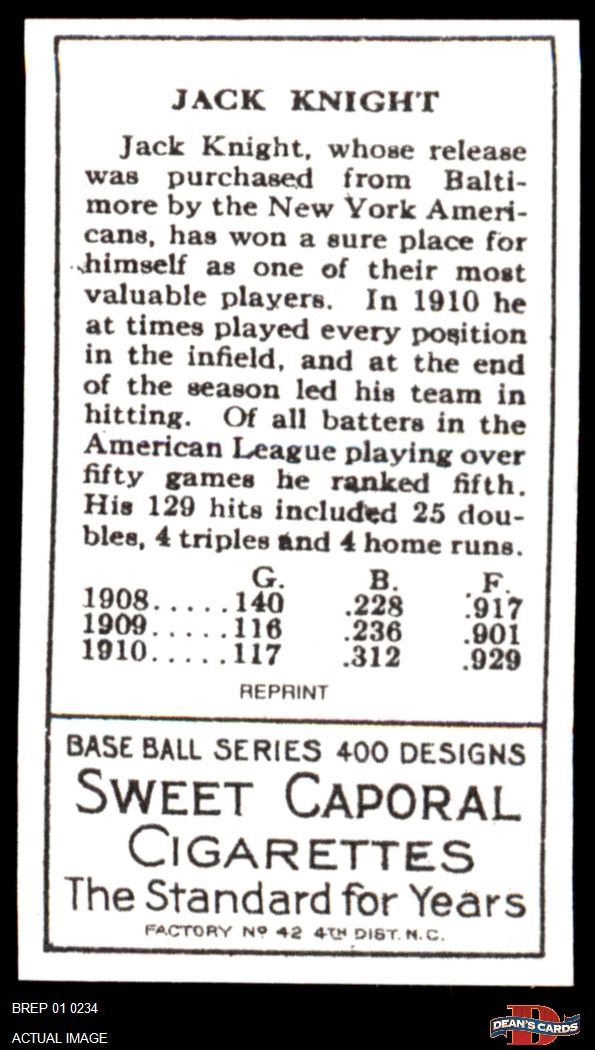 JACK KNIGHT
Jack Knight, whose release
was purchased from Balti-
more by the New York Ameri-
cans, has won a sure place for
himself as one of their most
valuable players. In 1910 he
at times played every position
in the infield, and at the end
of the season led his team in
hitting. Of all batters in the
American League playing over
fifty games he ranked fifth.
His 129 hits included 25 dou-
bles, 4 triples and 4 home runs.
G. B. F.
1908.....140 .228 .917
1909.....116 .236 .901
1910.....117 .312 .929
REPRINT
BASE BALL SERIES 400 DESIGNS
SWEET CAPORAL
CIGARETTES
The Standard for Years
FACTORY Nº 42 4TH DIST. N.C.
BREP 01 0234
ACTUAL IMAGE
D
DEAN'S CARDS